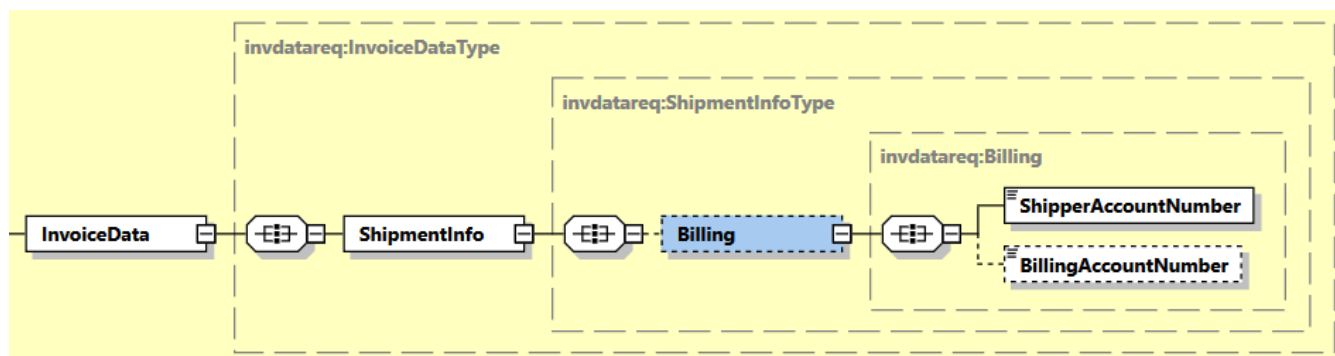 invdatareq:InvoiceDataType
invdatareq:ShipmentInfoType
invdatareq:Billing
InvoiceData
ShipmentInfo
Billing
ShipperAccountNumber
BillingAccountNumber